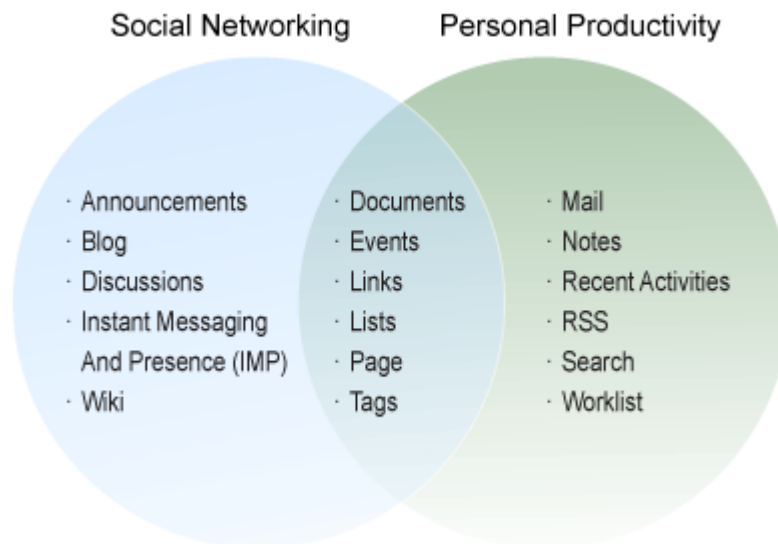 Social Networking
Personal Productivity
· Announcements
· Blog
· Discussions
· Instant Messaging
And Presence (IMP)
· Wiki
· Documents
· Events
· Links
· Lists
· Page
· Tags
· Mail
· Notes
· Recent Activities
· RSS
· Search
· Worklist